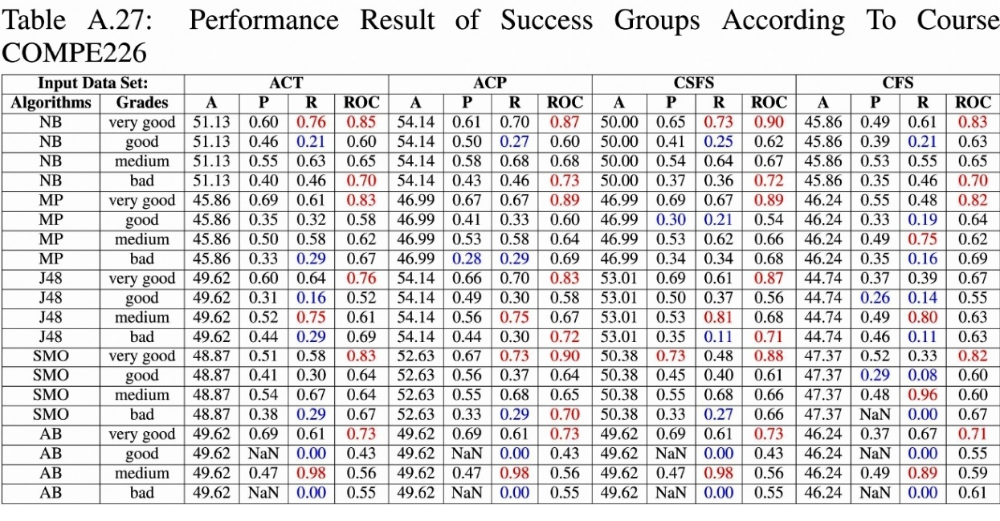 Table A.27: Performance Result of Success Groups According To Course
COMPE226
Input Data Set: ACT ACP CSFS CFS
Algorithms Grades A P R ROC A P R ROC A P R ROC A P R ROC
NB very good 51.13 0.60 0.76 0.85 54.14 0.61 0.70 0.87 50.00 0.65 0.73 0.90 45.86 0.49 0.61 0.83
NB good 51.13 0.46 0.21 0.60 54.14 0.50 0.27 0.60 50.00 0.41 0.25 0.62 45.86 0.39 0.21 0.63
NB medium 51.13 0.55 0.63 0.65 54.14 0.58 0.68 0.68 50.00 0.54 0.64 0.67 45.86 0.53 0.55 0.65
NB bad 51.13 0.40 0.46 0.70 54.14 0.43 0.46 0.73 50.00 0.37 0.36 0.72 45.86 0.35 0.46 0.70
MP very good 45.86 0.69 0.61 0.83 46.99 0.67 0.67 0.89 46.99 0.69 0.67 0.89 46.24 0.55 0.48 0.82
MP good 45.86 0.35 0.32 0.58 46.99 0.41 0.33 0.60 46.99 0.30 0.21 0.54 46.24 0.33 0.19 0.64
MP medium 45.86 0.50 0.58 0.62 46.99 0.53 0.58 0.64 46.99 0.53 0.62 0.66 46.24 0.49 0.75 0.62
MP bad 45.86 0.33 0.29 0.67 46.99 0.28 0.29 0.69 46.99 0.34 0.34 0.68 46.24 0.35 0.16 0.69
J48 very good 49.62 0.60 0.64 0.76 54.14 0.66 0.70 0.83 53.01 0.69 0.61 0.87 44.74 0.37 0.39 0.67
J48 good 49.62 0.31 0.16 0.52 54.14 0.49 0.30 0.58 53.01 0.50 0.37 0.56 44.74 0.26 0.14 0.55
J48 medium 49.62 0.52 0.75 0.61 54.14 0.56 0.75 0.67 53.01 0.53 0.81 0.68 44.74 0.49 0.80 0.63
J48 bad 49.62 0.44 0.29 0.69 54.14 0.44 0.30 0.72 53.01 0.35 0.11 0.71 44.74 0.46 0.11 0.63
SMO very good 48.87 0.51 0.58 0.83 52.63 0.67 0.73 0.90 50.38 0.73 0.48 0.88 47.37 0.52 0.33 0.82
SMO good 48.87 0.41 0.30 0.64 52.63 0.56 0.37 0.64 50.38 0.45 0.40 0.61 47.37 0.29 0.08 0.60
SMO medium 48.87 0.54 0.67 0.64 52.63 0.55 0.68 0.65 50.38 0.55 0.68 0.66 47.37 0.48 0.96 0.60
SMO bad 48.87 0.38 0.29 0.67 52.63 0.33 0.29 0.70 50.38 0.33 0.27 0.66 47.37 NaN 0.00 0.67
AB very good 49.62 0.69 0.61 0.73 49.62 0.69 0.61 0.73 49.62 0.69 0.61 0.73 46.24 0.37 0.67 0.71
AB good 49.62 NaN 0.00 0.43 49.62 NaN 0.00 0.43 49.62 NaN 0.00 0.43 46.24 NaN 0.00 0.55
AB medium 49.62 0.47 0.98 0.56 49.62 0.47 0.98 0.56 49.62 0.47 0.98 0.56 46.24 0.49 0.89 0.59
AB bad 49.62 NaN 0.00 0.55 49.62 NaN 0.00 0.55 49.62 NaN 0.00 0.55 46.24 NaN 0.00 0.61